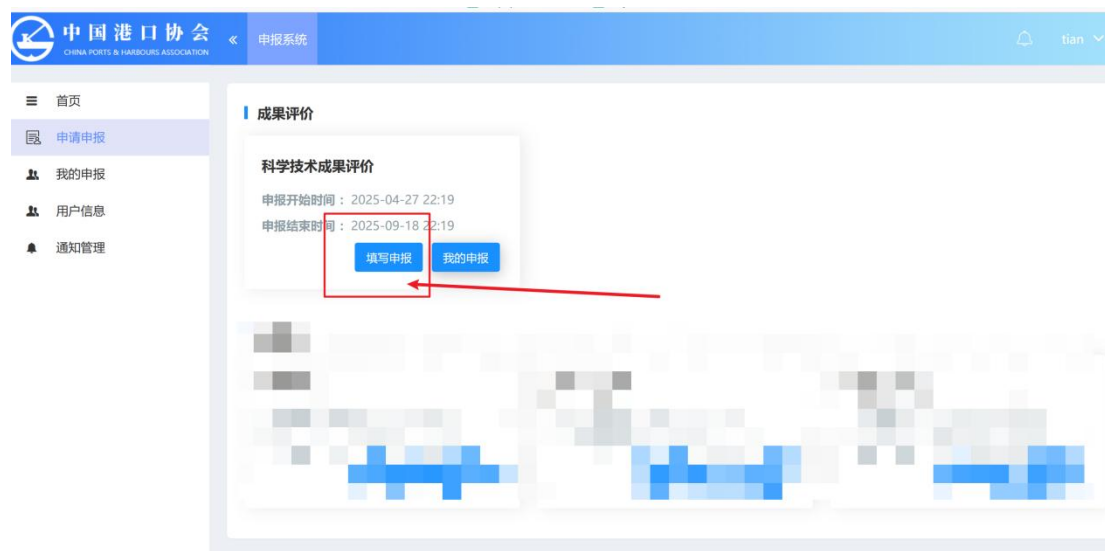 中国港口协会
CHINA PORTS & HARBOURS ASSOCIATION
« 申报系统
tian
首页
申请申报
我的申报
用户信息
通知管理
成果评价
科学技术成果评价
申报开始时间： 2025-04-27 22:19
申报结束时间： 2025-09-18 22:19
填写申报 我的申报